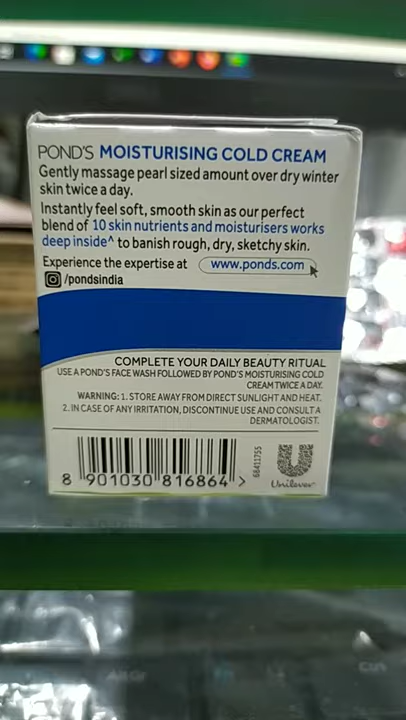 POND'S MOISTURISING COLD CREAM
Gently massage pearl sized amount over dry winter
skin twice a day.
Instantly feel soft, smooth skin as our perfect
blend of 10 skin nutrients and moisturisers works
deep inside^ to banish rough, dry, sketchy skin.
Experience the expertise at www.ponds.com
/pondsindia
COMPLETE YOUR DAILY BEAUTY RITUAL
USE A POND'S FACE WASH FOLLOWED BY POND'S MOISTURISING COLD
CREAM TWICE A DAY.
WARNING: 1. STORE AWAY FROM DIRECT SUNLIGHT AND HEAT.
2. IN CASE OF ANY IRRITATION, DISCONTINUE USE AND CONSULT A
DERMATOLOGIST.
8 901030 816864 >
68411755
Unilever